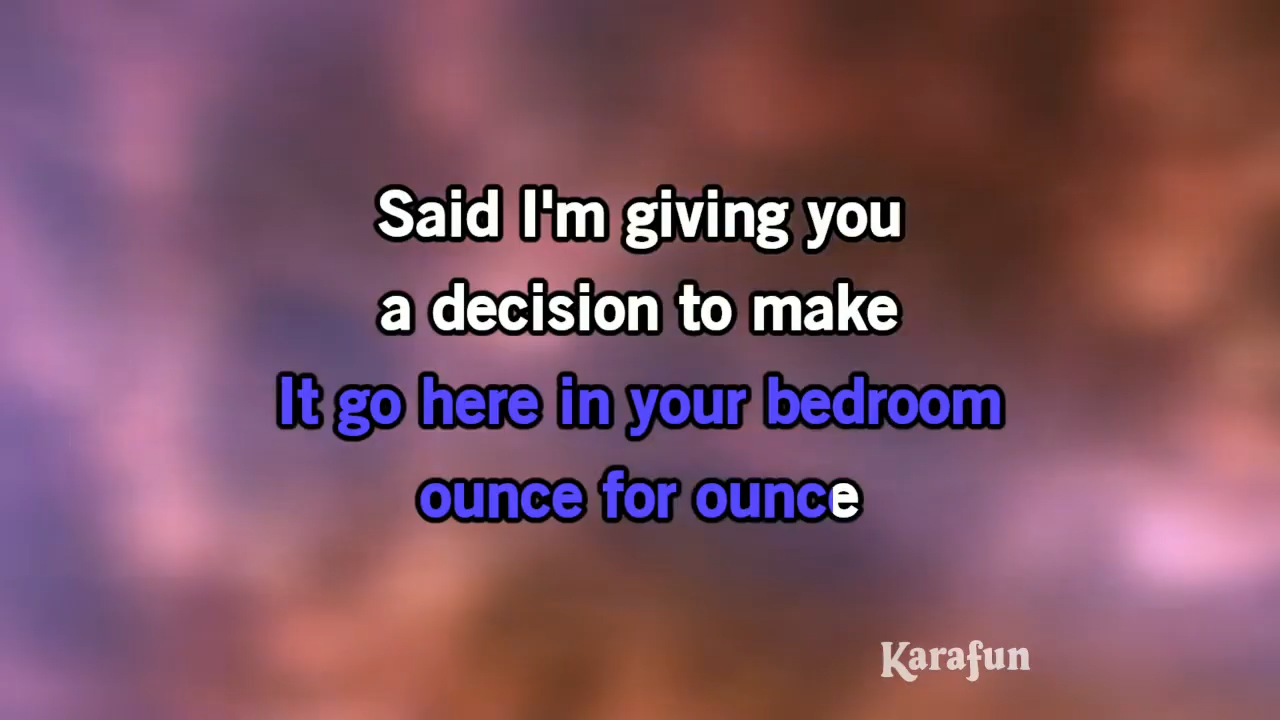 Said I'm giving you
a decision to make
It go here in your bedroom
ounce for ounce
Karafun